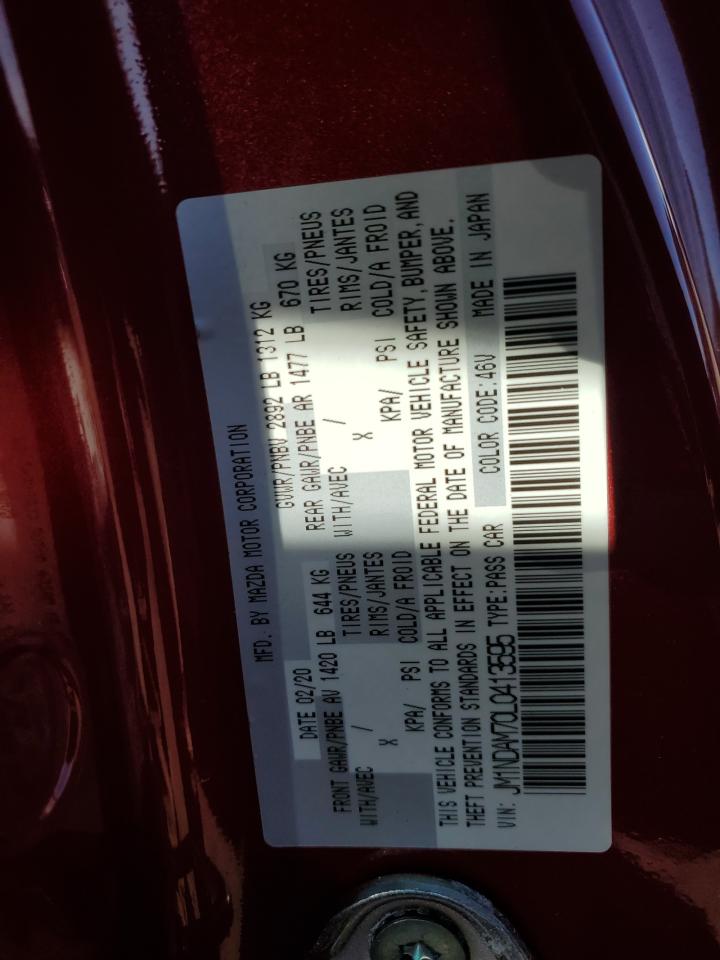 MFD. BY MAZDA MOTOR CORPORATION
DATE 02/20 GVWR/PNBV 2892 LB 1312 KG
FRONT GAWR/PNBE AV 1420 LB 644 KG REAR GAWR/PNBE AR 1477 LB 670 KG
WITH/AVEC / TIRES/PNEUS WITH/AVEC / TIRES/PNEUS
X RIMS/JANTES X RIMS/JANTES
KPA/ PSI COLD/A FROID KPA/ PSI COLD/A FROID
THIS VEHICLE CONFORMS TO ALL APPLICABLE FEDERAL MOTOR VEHICLE SAFETY, BUMPER, AND
THEFT PREVENTION STANDARDS IN EFFECT ON THE DATE OF MANUFACTURE SHOWN ABOVE.
VIN: JM1NDAM70L0413595 TYPE:PASS CAR COLOR CODE:46V MADE IN JAPAN